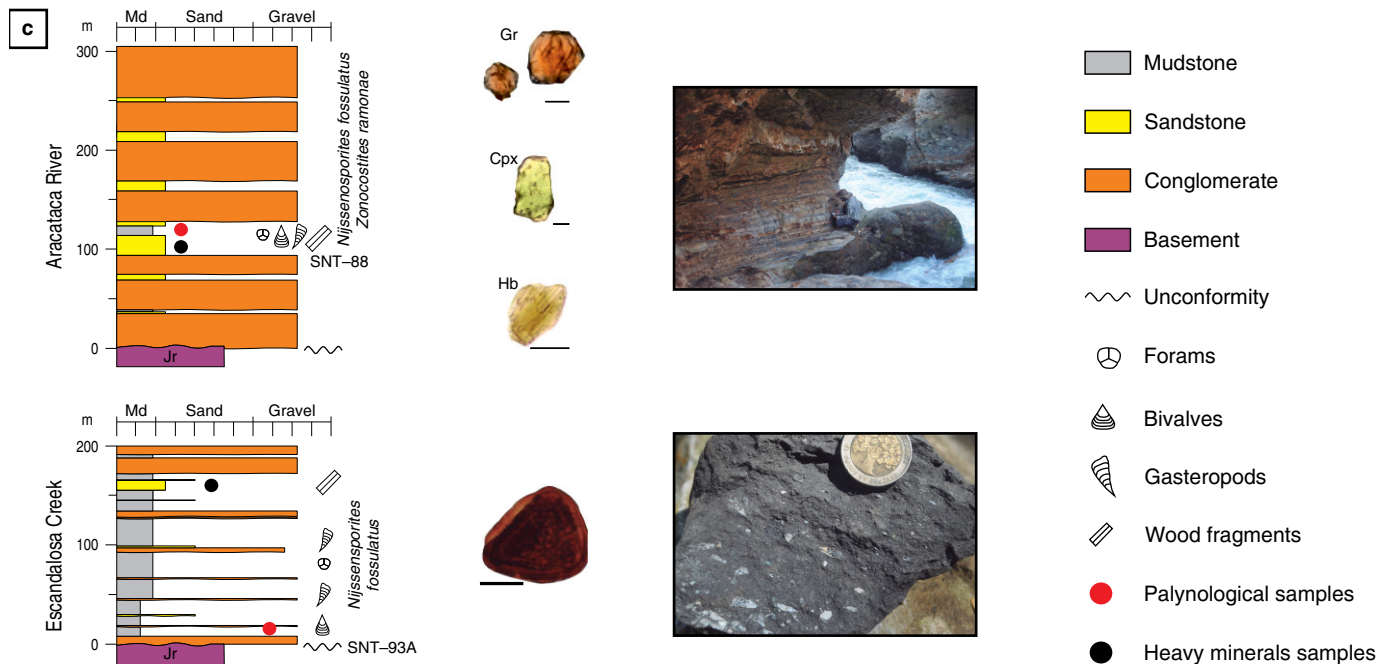 c
Md Sand Gravel
m
300
200
100
0
Aracataca River
Jr
SNT–88
Nijssenosporites fossulatus
Zonocostites ramonae
Gr
Cpx
Hb
Md Sand Gravel
m
200
100
0
Escandalosa Creek
Jr
SNT–93A
Nijssensporites
fossulatus
Mudstone
Sandstone
Conglomerate
Basement
Unconformity
Forams
Bivalves
Gasteropods
Wood fragments
Palynological samples
Heavy minerals samples